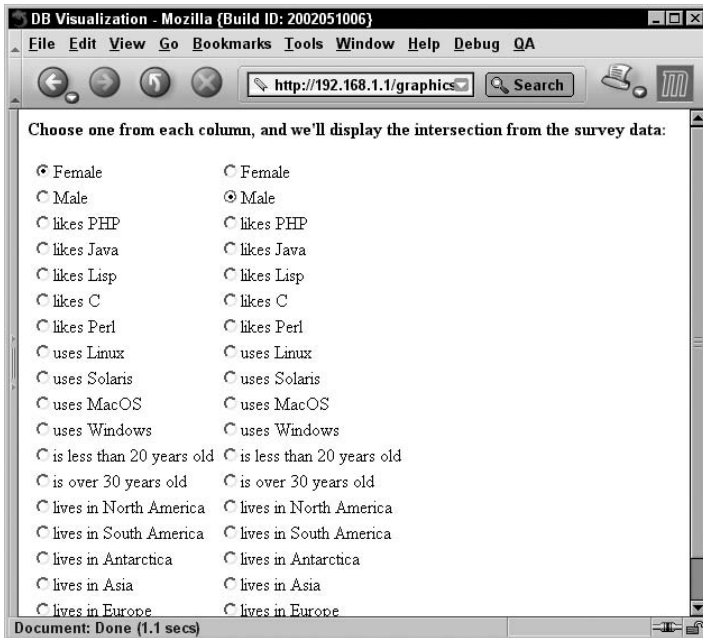 DB Visualization - Mozilla {Build ID: 2002051006}
File Edit View Go Bookmarks Tools Window Help Debug QA
http://192.168.1.1/graphics Search
Choose one from each column, and we'll display the intersection from the survey data:
Female Female
Male Male
likes PHP likes PHP
likes Java likes Java
likes Lisp likes Lisp
likes C likes C
likes Perl likes Perl
uses Linux uses Linux
uses Solaris uses Solaris
uses MacOS uses MacOS
uses Windows uses Windows
is less than 20 years old is less than 20 years old
is over 30 years old is over 30 years old
lives in North America lives in North America
lives in South America lives in South America
lives in Antarctica lives in Antarctica
lives in Asia lives in Asia
lives in Europe lives in Europe
Document: Done (1.1 secs)